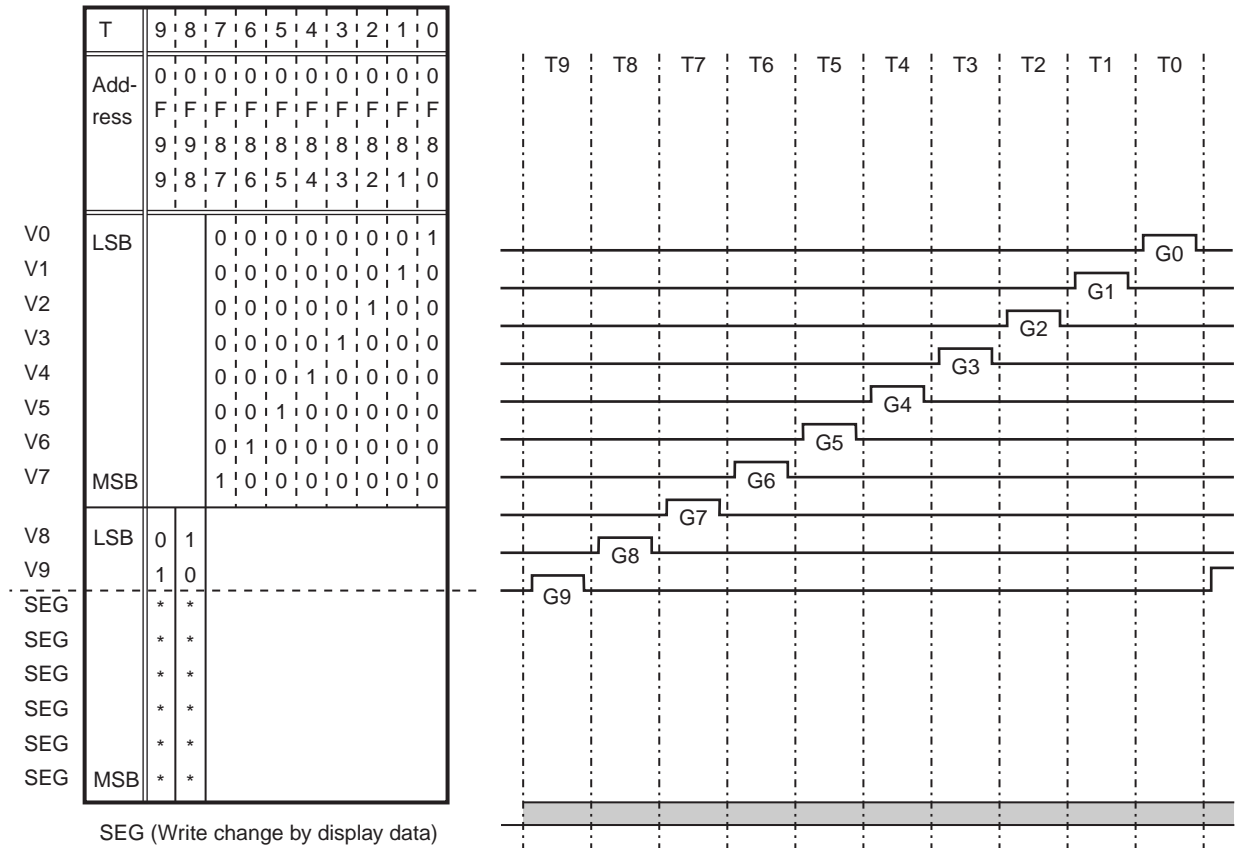 T 9 8 7 6 5 4 3 2 1 0
Add-
ress
0 0 0 0 0 0 0 0 0 0
F F F F F F F F F F
9 9 8 8 8 8 8 8 8 8
9 8 7 6 5 4 3 2 1 0
V0 LSB 0 0 0 0 0 0 0 1
V1 0 0 0 0 0 0 1 0
V2 0 0 0 0 0 1 0 0
V3 0 0 0 0 1 0 0 0
V4 0 0 0 1 0 0 0 0
V5 0 0 1 0 0 0 0 0
V6 0 1 0 0 0 0 0 0
V7 MSB 1 0 0 0 0 0 0 0
V8 LSB 0 1
V9 1 0
SEG * *
SEG * *
SEG * *
SEG * *
SEG * *
SEG MSB * *
SEG (Write change by display data)
T9 T8 T7 T6 T5 T4 T3 T2 T1 T0
G0
G1
G2
G3
G4
G5
G6
G7
G8
G9